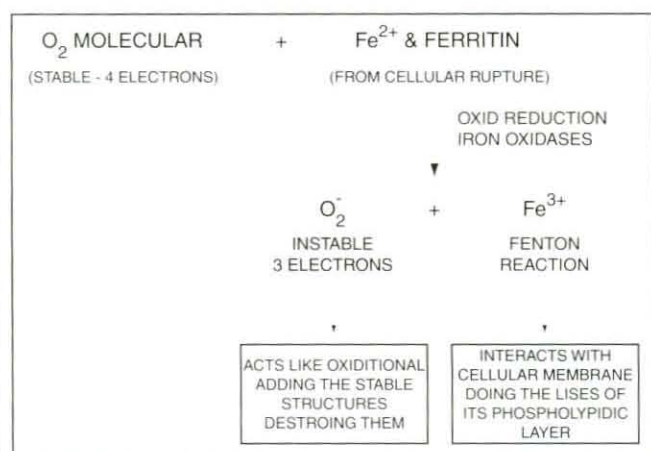 O2 MOLECULAR + Fe2+ & FERRITIN
(STABLE - 4 ELECTRONS) (FROM CELLULAR RUPTURE)
OXID REDUCTION
IRON OXIDASES
O2- + Fe3+
INSTABLE FENTON
3 ELECTRONS REACTION
ACTS LIKE OXIDITIONAL
ADDING THE STABLE
STRUCTURES
DESTROING THEM
INTERACTS WITH
CELLULAR MEMBRANE
DOING THE LISES OF
ITS PHOSPHOLYPIDIC
LAYER